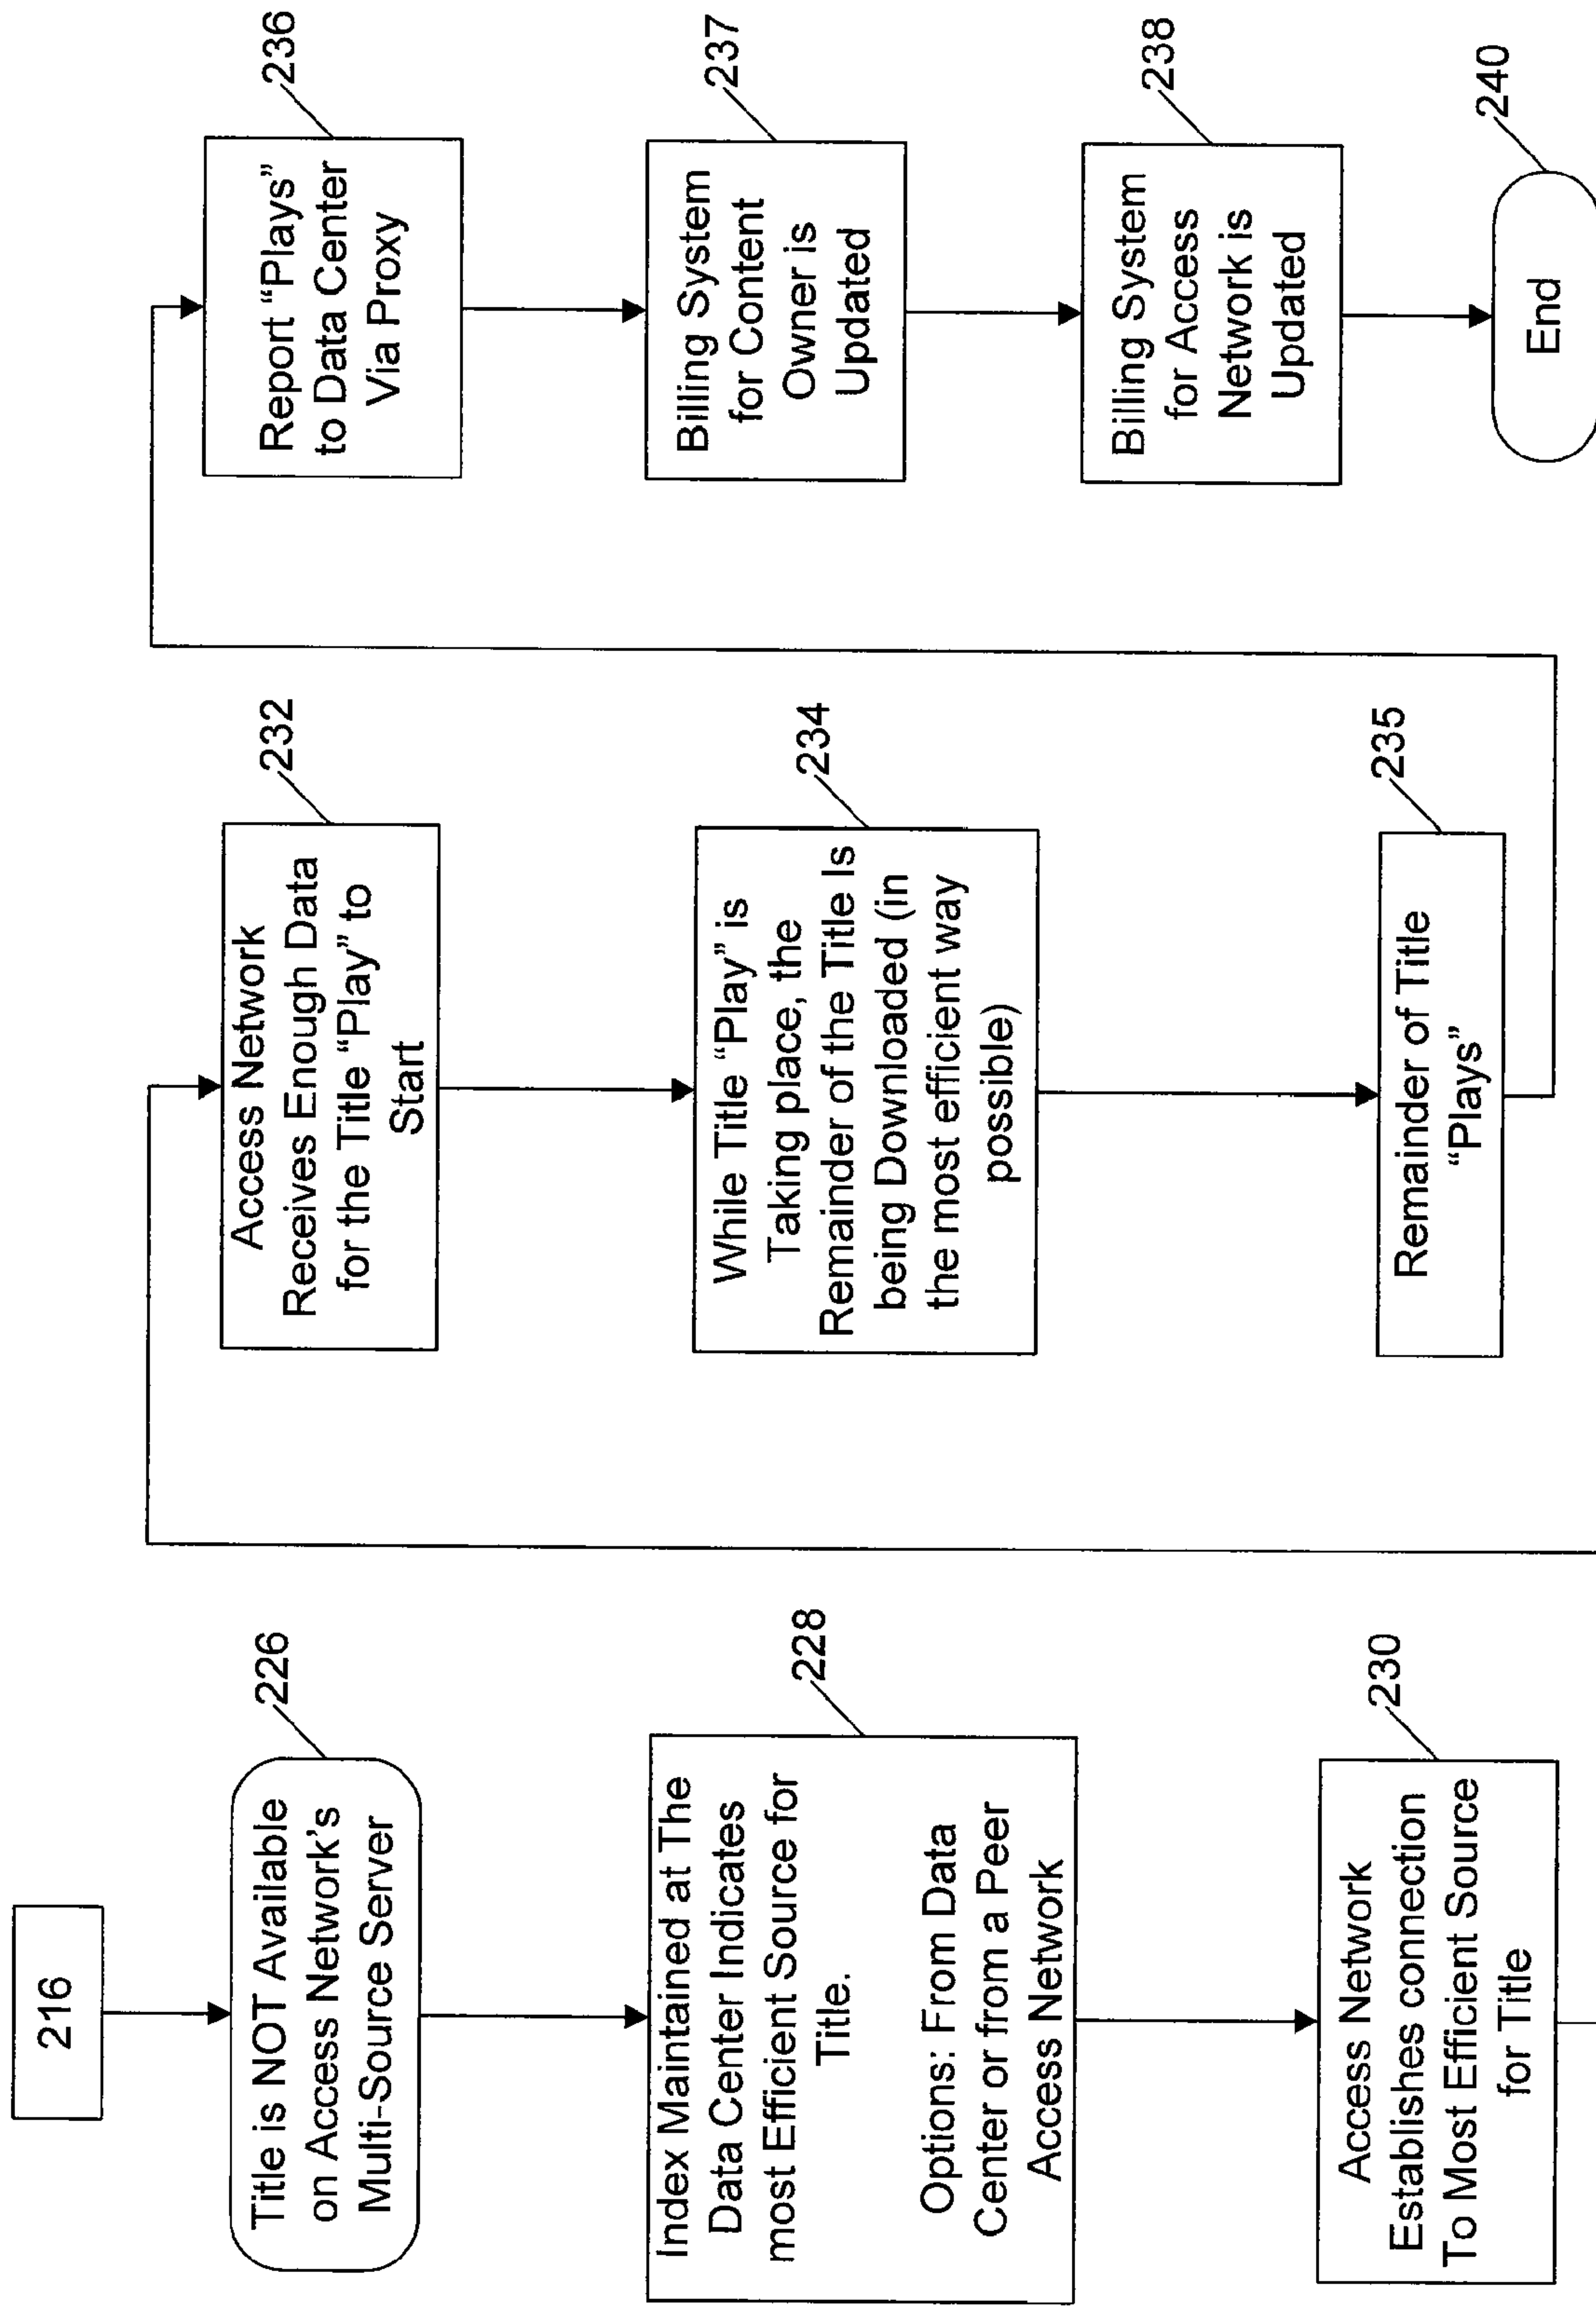 216
226
Title is NOT Available
on Access Network's
Multi-Source Server
228
Index Maintained at The
Data Center Indicates
most Efficient Source for
Title.
Options: From Data
Center or from a Peer
Access Network
230
Access Network
Establishes connection
To Most Efficient Source
for Title
232
Access Network
Receives Enough Data
for the Title “Play” to
Start
234
While Title “Play” is
Taking place, the
Remainder of the Title Is
being Downloaded (in
the most efficient way
possible)
235
Remainder of Title
“Plays”
236
Report “Plays”
to Data Center
Via Proxy
237
Billing System
for Content
Owner is
Updated
238
Billing System
for Access
Network is
Updated
240
End